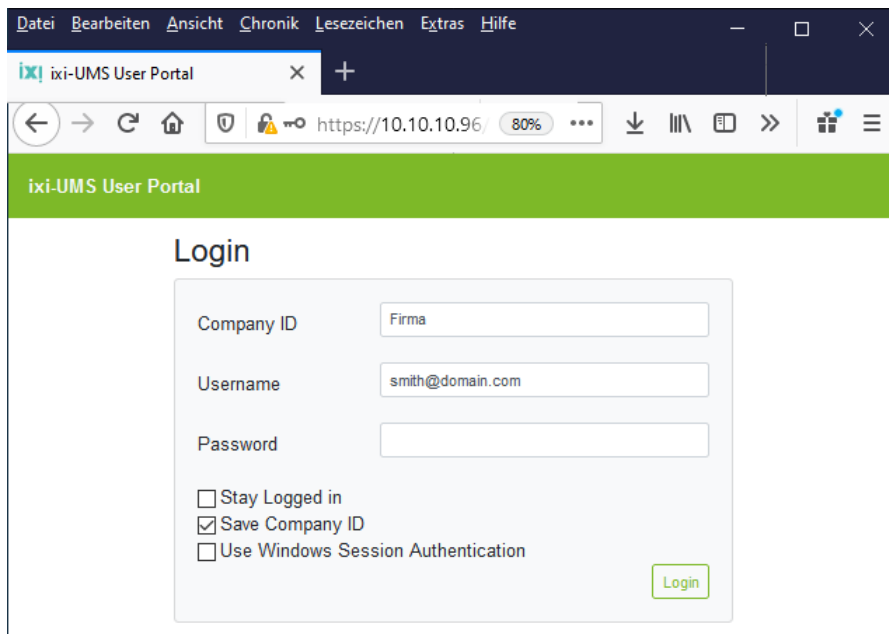 Datei Bearbeiten Ansicht Chronik Lesezeichen Extras Hilfe
ixi ixi-UMS User Portal
https://10.10.10.96/ 80%
ixi-UMS User Portal
Login
Company ID Firma
Username smith@domain.com
Password
Stay Logged in
Save Company ID
Use Windows Session Authentication
Login